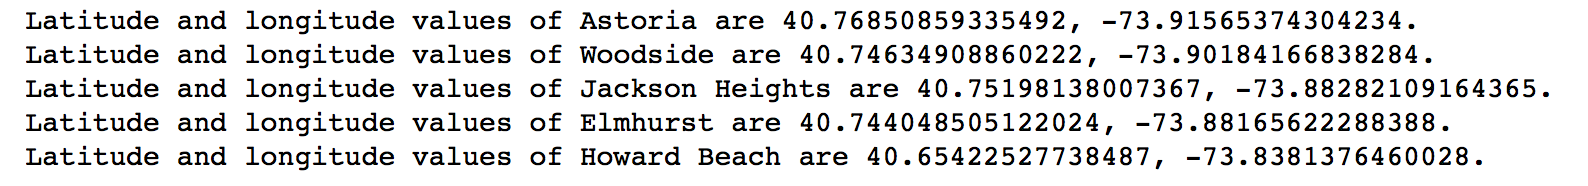 Latitude and longitude values of Astoria are 40.76850859335492, -73.91565374304234.
Latitude and longitude values of Woodside are 40.74634908860222, -73.90184166838284.
Latitude and longitude values of Jackson Heights are 40.75198138007367, -73.88282109164365.
Latitude and longitude values of Elmhurst are 40.744048505122024, -73.88165622288388.
Latitude and longitude values of Howard Beach are 40.65422527738487, -73.8381376460028.